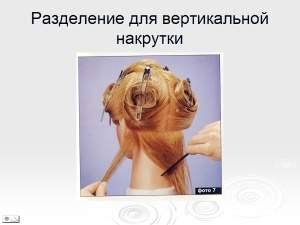 Разделение для вертикальной
накрутки
фото 7